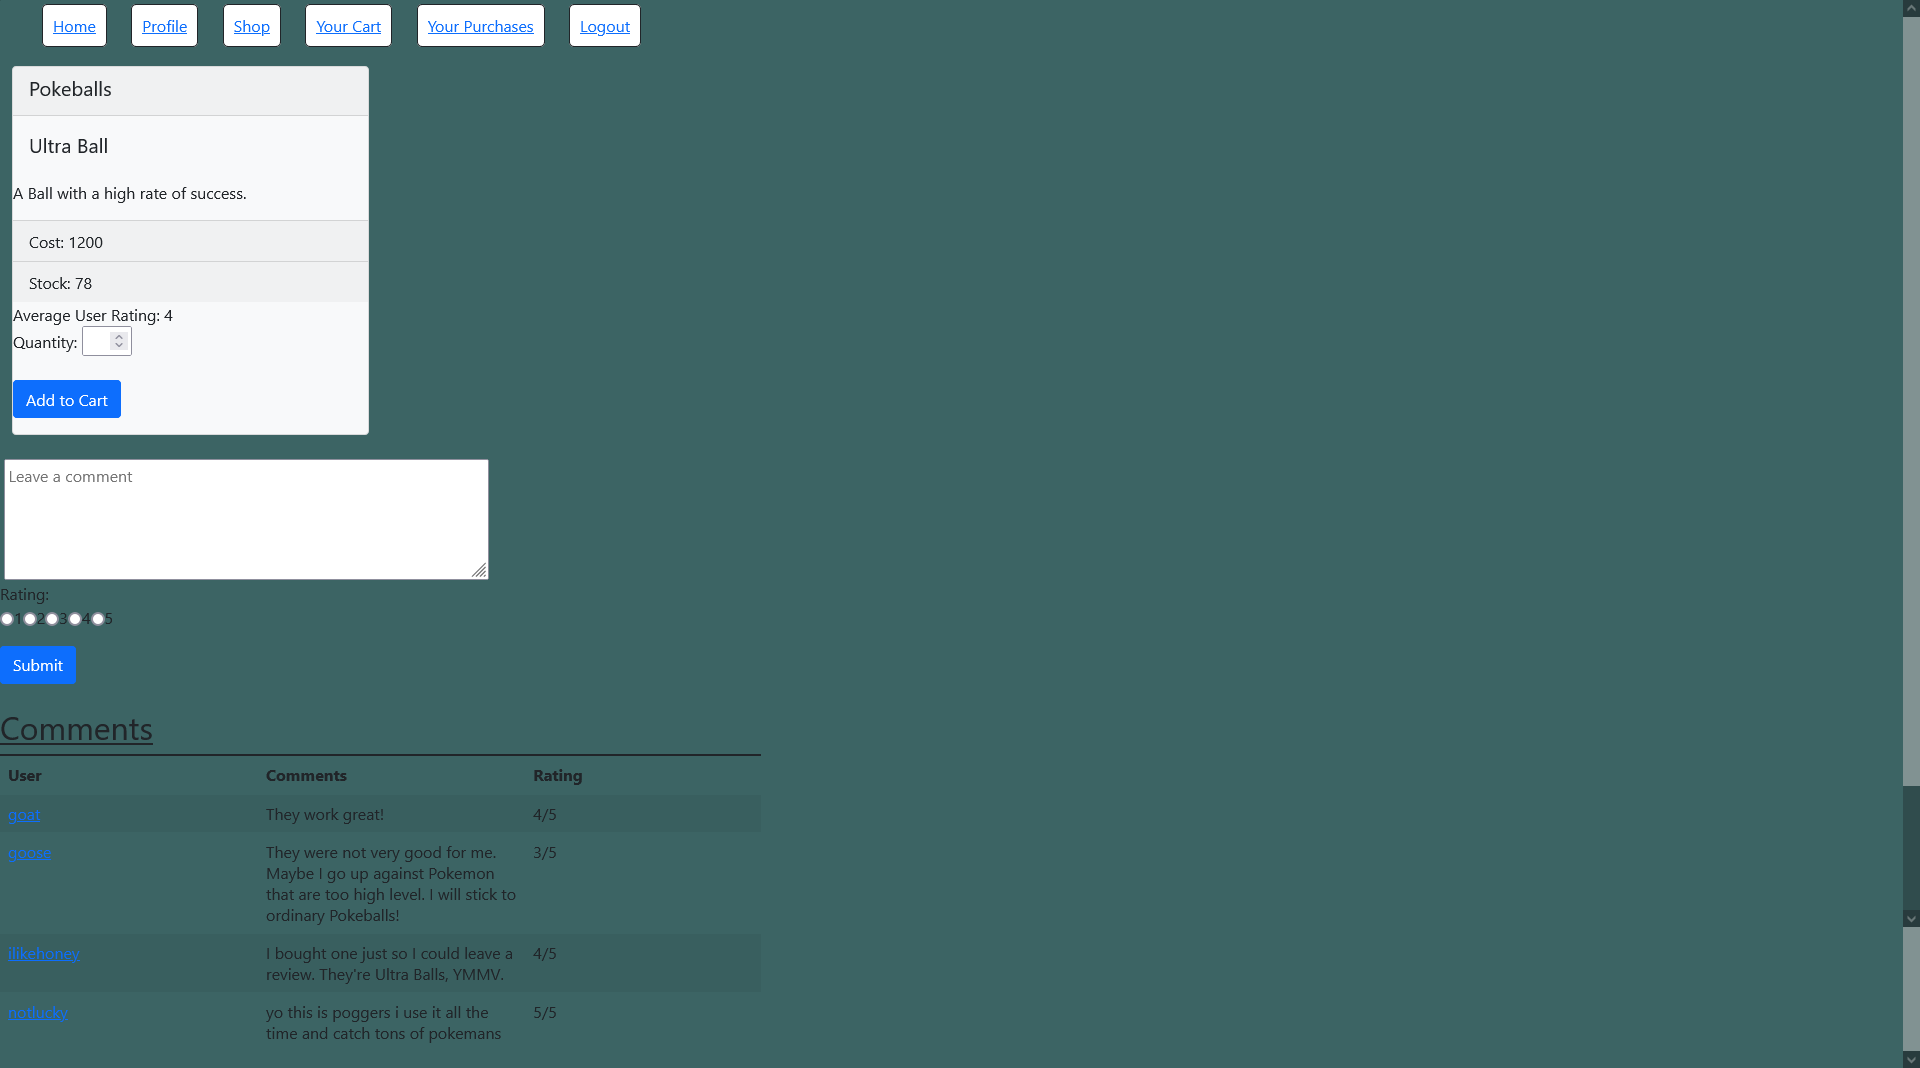 Home Profile Shop Your Cart Your Purchases Logout
Pokeballs
Ultra Ball
A Ball with a high rate of success.
Cost: 1200
Stock: 78
Average User Rating: 4
Quantity:
Add to Cart
Leave a comment
Rating:
1 2 3 4 5
Submit
Comments
User Comments Rating
goat They work great! 4/5
goose They were not very good for me. 3/5
Maybe I go up against Pokemon
that are too high level. I will stick to
ordinary Pokeballs!
ilikehoney I bought one just so I could leave a 4/5
review. They're Ultra Balls, YMMV.
notlucky yo this is poggers i use it all the 5/5
time and catch tons of pokemans